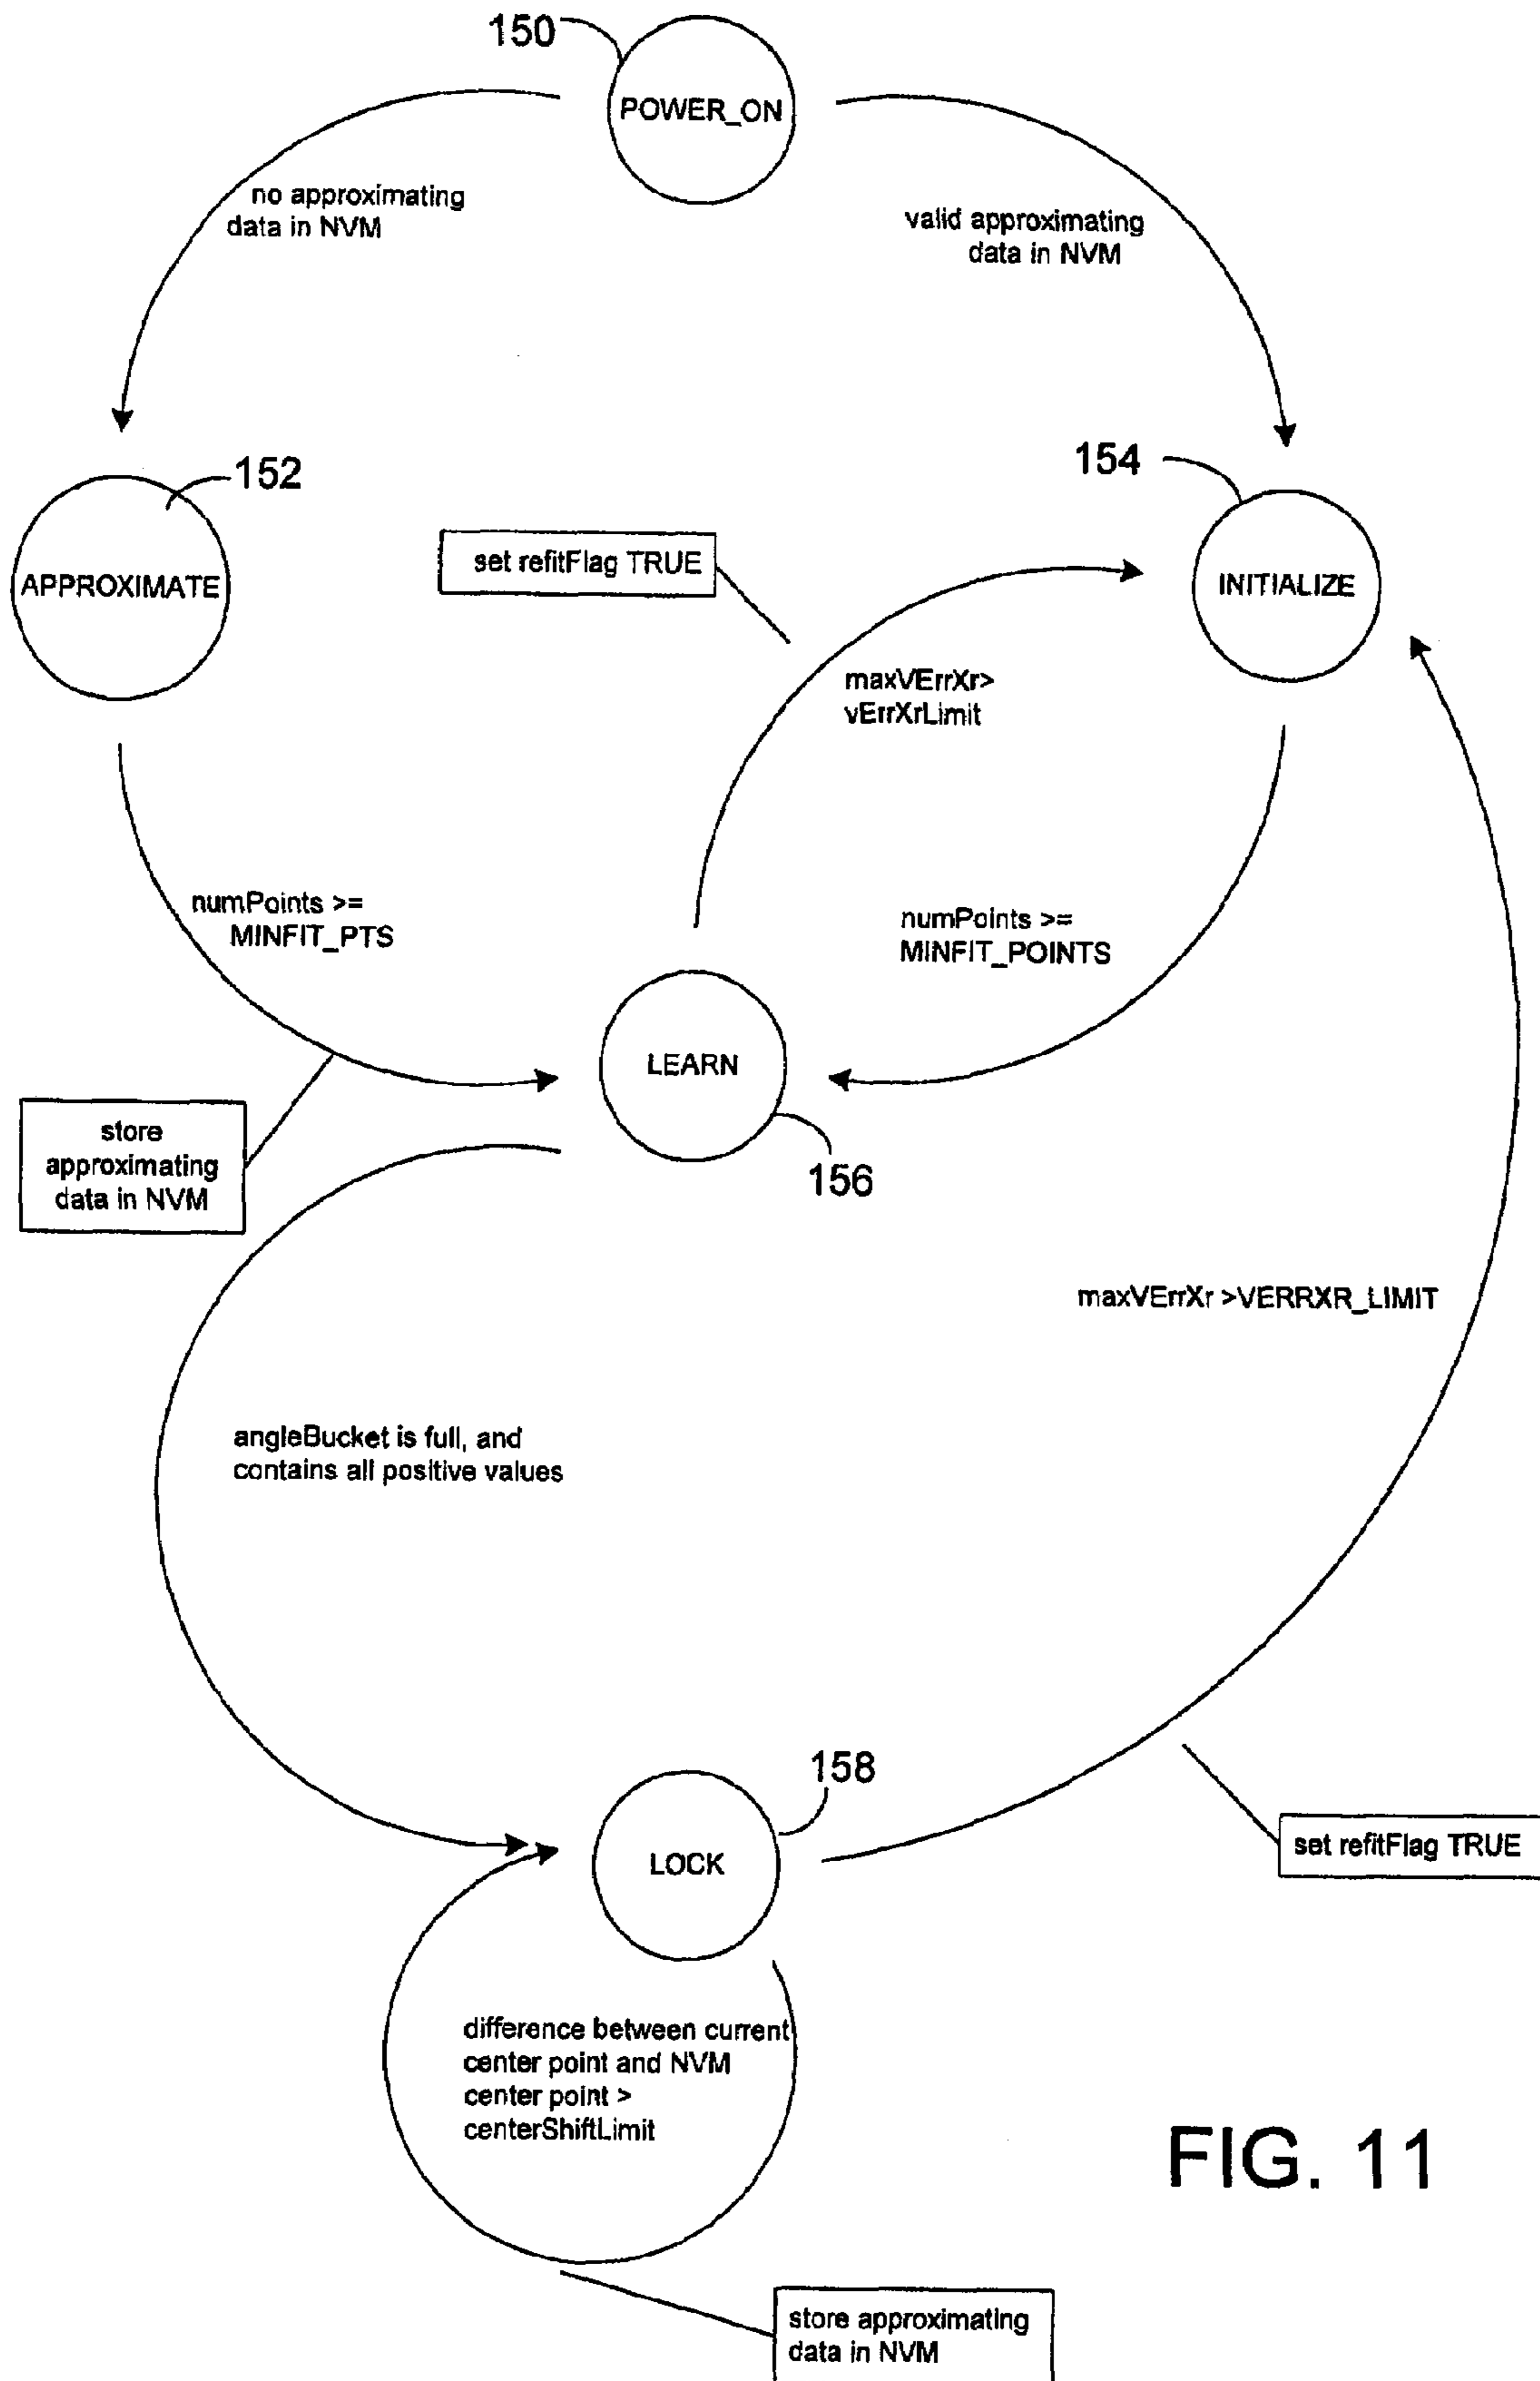 150
POWER_ON
no approximating
data in NVM
valid approximating
data in NVM
152
154
APPROXIMATE
set refitFlag TRUE
INITIALIZE
maxVErrXr>
vErrXrLimit
numPoints >=
MINFIT_PTS
numPoints >=
MINFIT_POINTS
LEARN
store
approximating
data in NVM
156
maxVErrXr >VERRXR_LIMIT
angleBucket is full, and
contains all positive values
158
LOCK
set refitFlag TRUE
difference between current
center point and NVM
center point >
centerShiftLimit
FIG. 11
store approximating
data in NVM